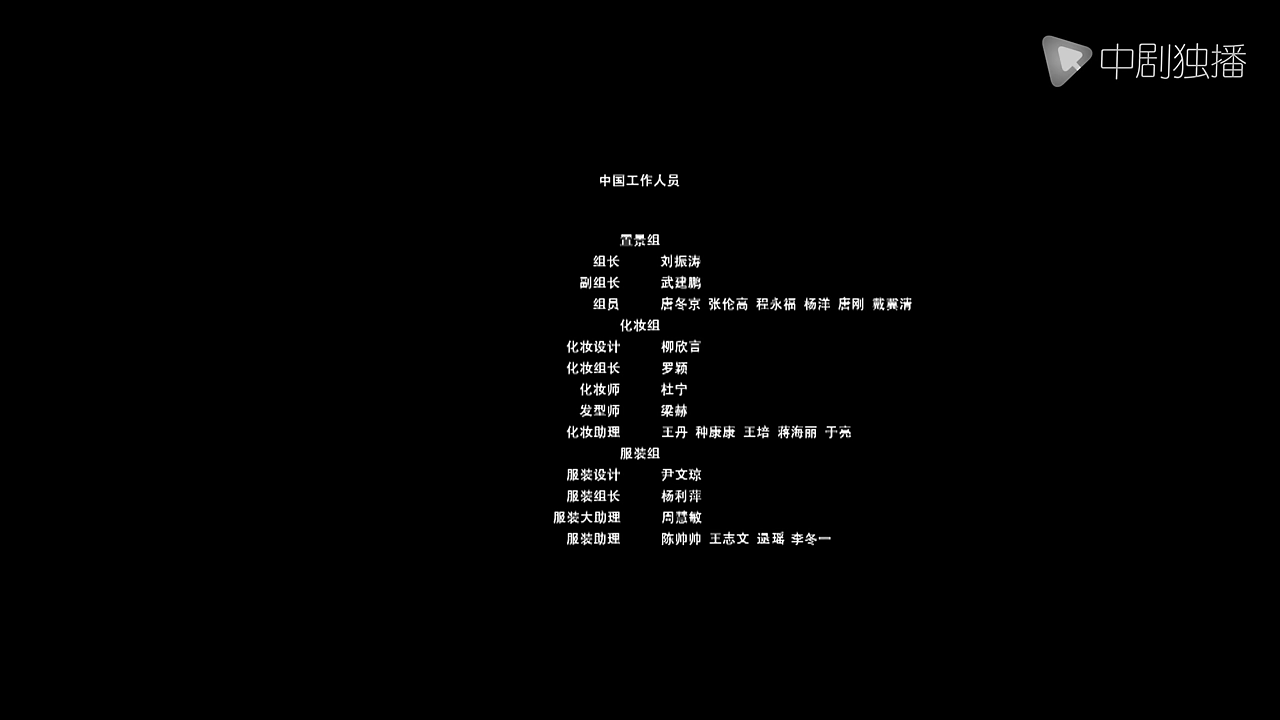 中剧独播
中国工作人员
置景组
组长 刘振涛
副组长 武建鹏
组员 唐冬京 张伦高 程永福 杨洋 唐刚 戴冀清
化妆组
化妆设计 柳欣言
化妆组长 罗颖
化妆师 杜宁
发型师 梁赫
化妆助理 王丹 种康康 王培 蒋海丽 于亮
服装组
服装设计 尹文琼
服装组长 杨利萍
服装大助理 周慧敏
服装助理 陈帅帅 王志文 李冬一